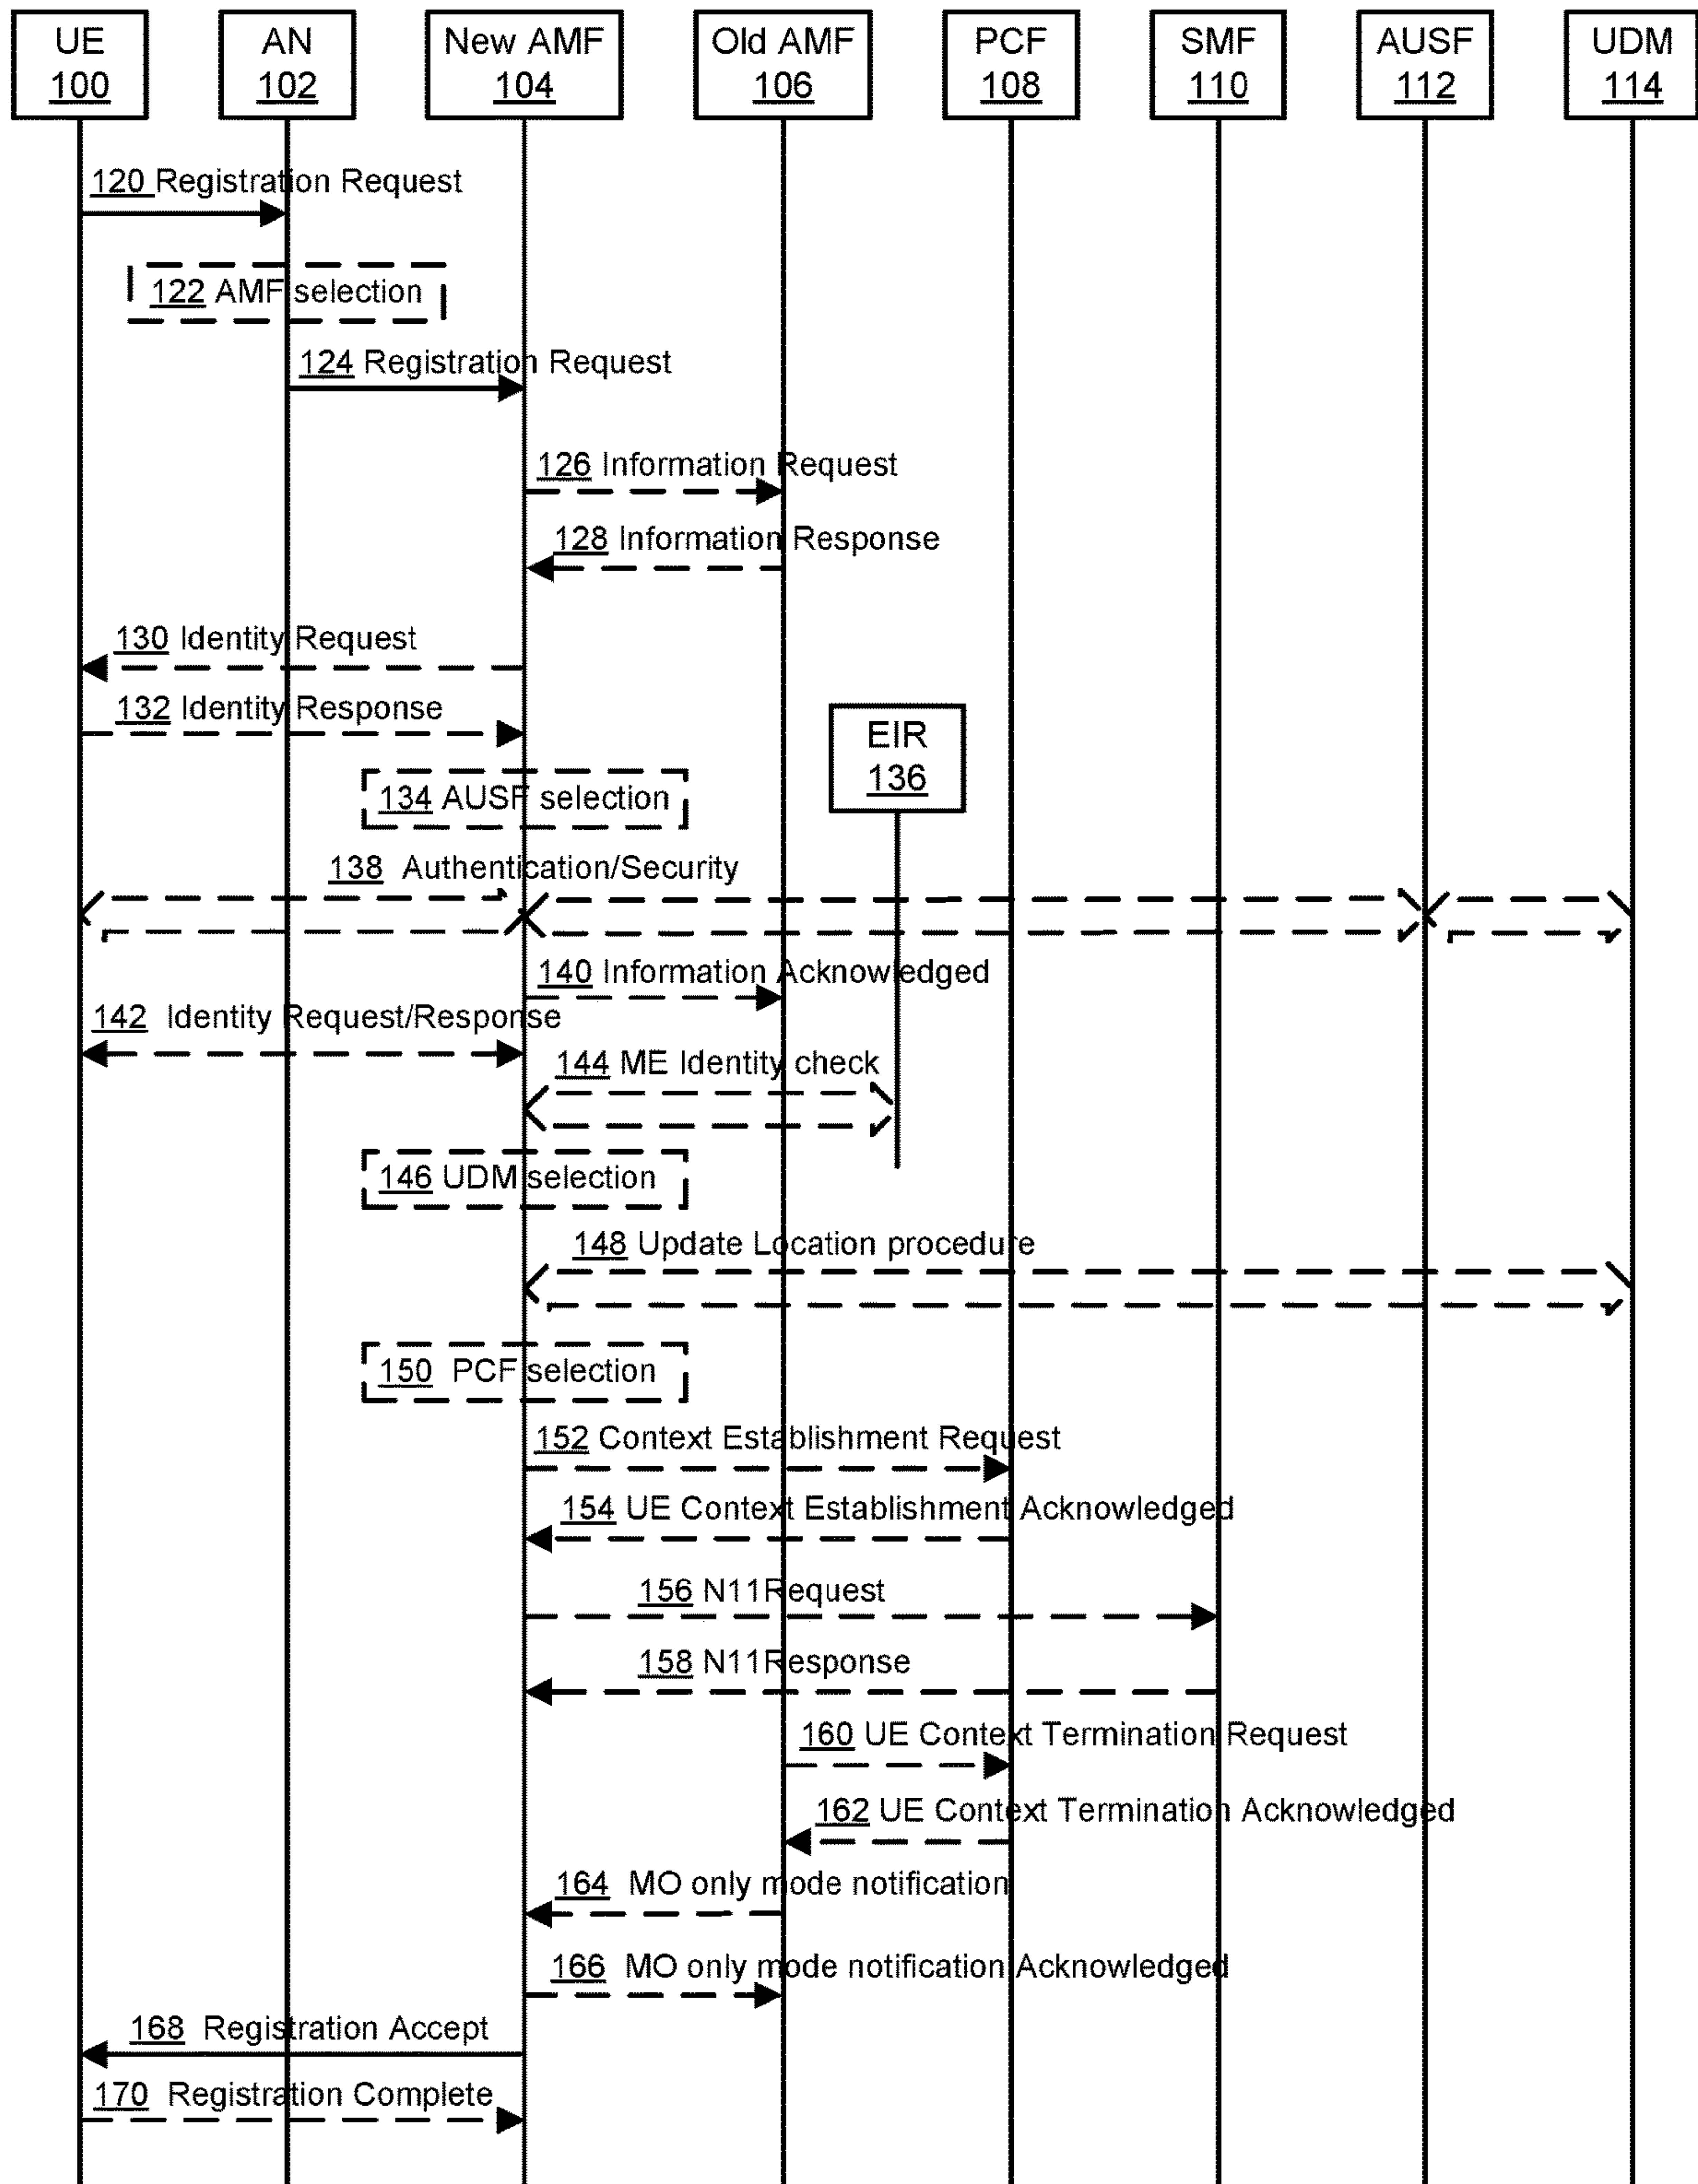 UE
100
AN
102
New AMF
104
Old AMF
106
PCF
108
SMF
110
AUSF
112
UDM
114
120 Registration Request
122 AMF selection
124 Registration Request
126 Information Request
128 Information Response
130 Identity Request
132 Identity Response
EIR
136
134 AUSF selection
138 Authentication/Security
140 Information Acknowledged
142 Identity Request/Response
144 ME Identity check
146 UDM selection
148 Update Location procedure
150 PCF selection
152 Context Establishment Request
154 UE Context Establishment Acknowledged
156 N11Request
158 N11Response
160 UE Context Termination Request
162 UE Context Termination Acknowledged
164 MO only mode notification
166 MO only mode notification Acknowledged
168 Registration Accept
170 Registration Complete